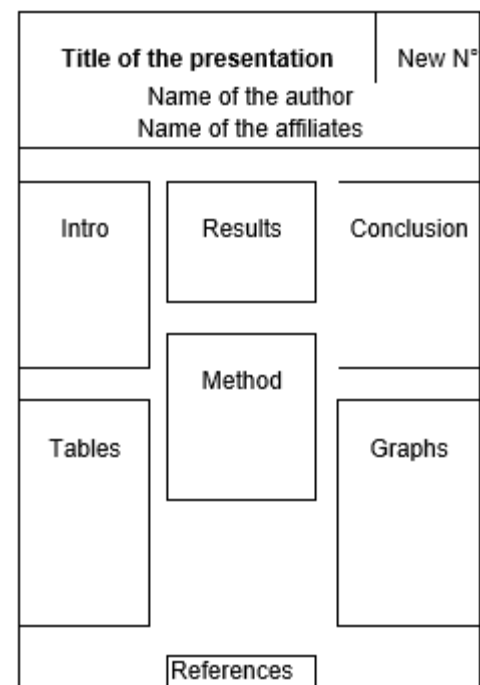 Title of the presentation
New N°
Name of the author
Name of the affiliates
Intro
Results
Conclusion
Method
Tables
Graphs
References